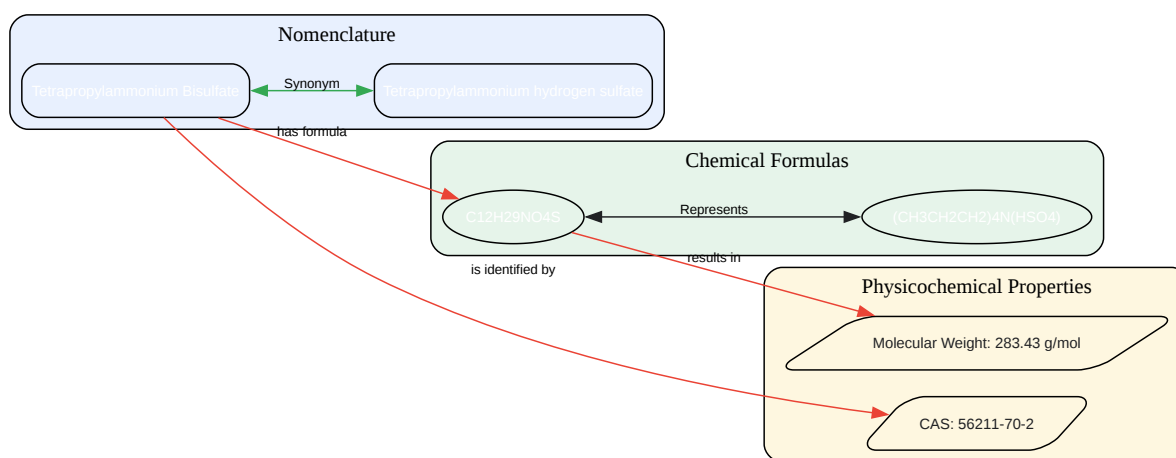 Nomenclature
Tetrapropylammonium Bisulfate
Synonym
Tetrapropylammonium hydrogen sulfate
has formula
Chemical Formulas
C12H29NO4S
Represents
(CH3CH2CH2)4N(HSO4)
is identified by
results in
Physicochemical Properties
Molecular Weight: 283.43 g/mol
CAS: 56211-70-2